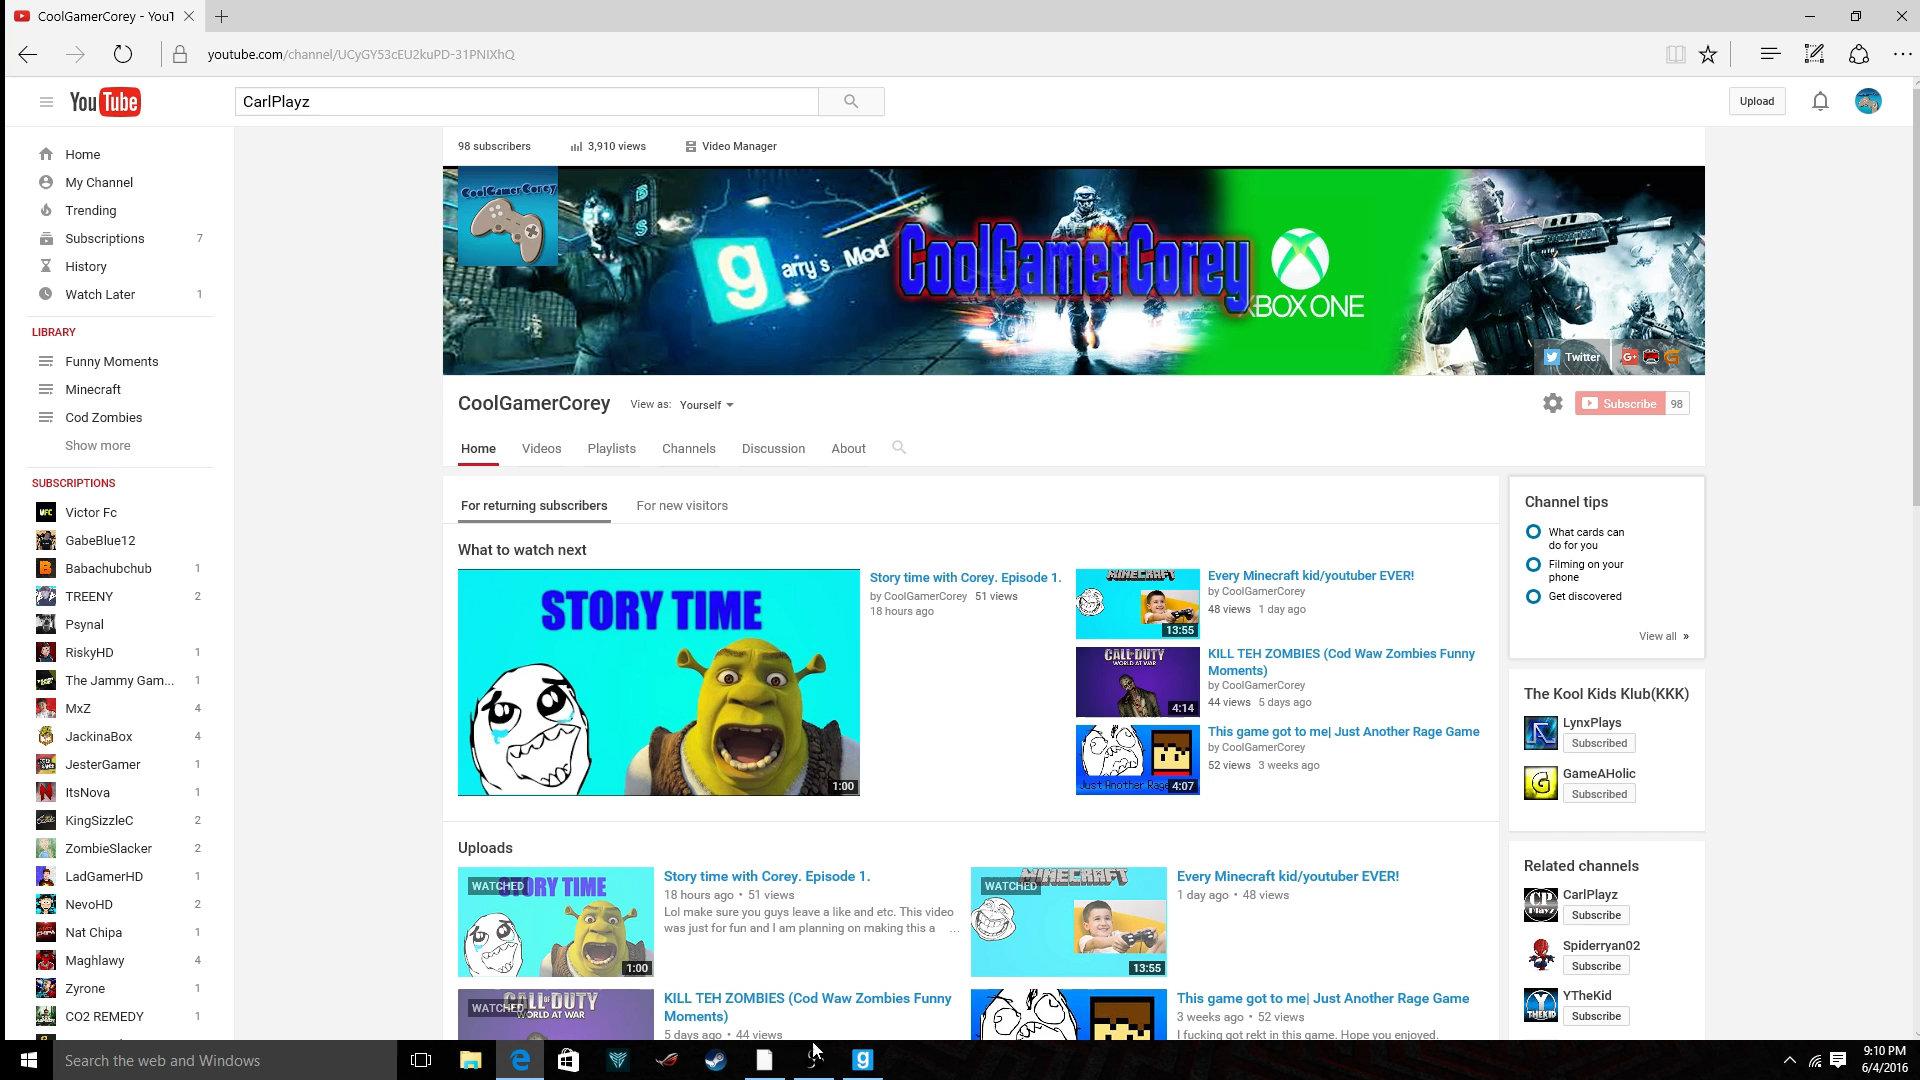 CoolGamerCorey - YouT
youtube.com/channel/UCyGY53cEU2kuPD-31PNIXhQ
YouTube
CarlPlayz
Upload
Home
My Channel
Trending
Subscriptions 7
History
Watch Later 1
LIBRARY
Funny Moments
Minecraft
Cod Zombies
Show more
SUBSCRIPTIONS
Victor Fc
GabeBlue12
Babachubchub 1
TREENY 2
Psynal
RiskyHD 1
The Jammy Gam... 1
MxZ 4
JackinaBox 4
JesterGamer 1
ItsNova 1
KingSizzleC 2
ZombieSlacker 2
LadGamerHD 1
NevoHD 2
Nat Chipa 1
Maghlawy 4
Zyrone 1
CO2 REMEDY 1
98 subscribers 3,910 views Video Manager
CoolGamerCorey
g arry's Mod
CoolGamerCorey
XBOX ONE
Twitter
CoolGamerCorey View as: Yourself
Subscribe 98
Home Videos Playlists Channels Discussion About
For returning subscribers For new visitors
What to watch next
STORY TIME
1:00
Story time with Corey. Episode 1.
by CoolGamerCorey 51 views
18 hours ago
MINECRAFT
13:55
Every Minecraft kid/youtuber EVER!
by CoolGamerCorey
48 views 1 day ago
CALL OF DUTY
WORLD AT WAR
4:14
KILL TEH ZOMBIES (Cod Waw Zombies Funny
Moments)
by CoolGamerCorey
44 views 5 days ago
Just Another Rage
4:07
This game got to me| Just Another Rage Game
by CoolGamerCorey
52 views 3 weeks ago
Uploads
WATCHED
STORY TIME
1:00
Story time with Corey. Episode 1.
18 hours ago • 51 views
Lol make sure you guys leave a like and etc. This video
was just for fun and I am planning on making this a ...
WATCHED
MINECRAFT
13:55
Every Minecraft kid/youtuber EVER!
1 day ago • 48 views
WATCHED
CALL OF DUTY
WORLD AT WAR
KILL TEH ZOMBIES (Cod Waw Zombies Funny
Moments)
5 days ago • 44 views
This game got to me| Just Another Rage Game
3 weeks ago • 52 views
I fucking got rekt in this game. Hope you enjoyed.
Channel tips
What cards can
do for you
Filming on your
phone
Get discovered
View all »
The Kool Kids Klub(KKK)
LynxPlays
Subscribed
GameAHolic
Subscribed
Related channels
CarlPlayz
Subscribe
Spiderryan02
Subscribe
YTheKid
Subscribe
Search the web and Windows
9:10 PM
6/4/2016